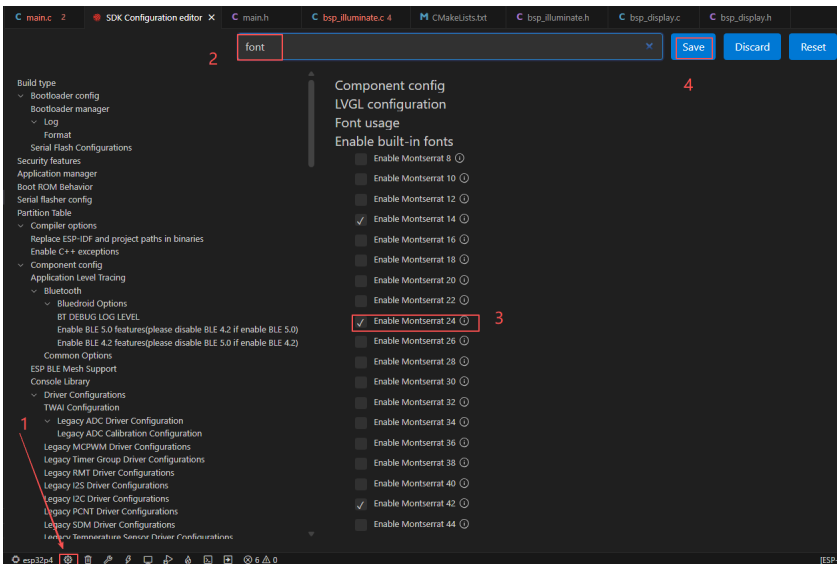 main.c 2 SDK Configuration editor main.h bsp_illuminate.c 4 CMakeLists.txt bsp_illuminate.h bsp_display.c bsp_display.h
font Save Discard Reset
2
4
Build type
Bootloader config
Bootloader manager
Log
Format
Serial Flash Configurations
Security features
Application manager
Boot ROM Behavior
Serial flasher config
Partition Table
Compiler options
Replace ESP-IDF and project paths in binaries
Enable C++ exceptions
Component config
Application Level Tracing
Bluetooth
Bluedroid Options
BT DEBUG LOG LEVEL
Enable BLE 5.0 features(please disable BLE 4.2 if enable BLE 5.0)
Enable BLE 4.2 features(please disable BLE 5.0 if enable BLE 4.2)
Common Options
ESP BLE Mesh Support
Console Library
Driver Configurations
TWAI Configuration
Legacy ADC Driver Configuration
Legacy ADC Calibration Configuration
Legacy MCPWM Driver Configurations
Legacy Timer Group Driver Configurations
Legacy RMT Driver Configurations
Legacy I2S Driver Configurations
Legacy I2C Driver Configurations
Legacy PCNT Driver Configurations
Legacy SDM Driver Configurations
Legacy Temperature Sensor Driver Configurations
1
Component config
LVGL configuration
Font usage
Enable built-in fonts
Enable Montserrat 8
Enable Montserrat 10
Enable Montserrat 12
Enable Montserrat 14
Enable Montserrat 16
Enable Montserrat 18
Enable Montserrat 20
Enable Montserrat 22
Enable Montserrat 24
3
Enable Montserrat 26
Enable Montserrat 28
Enable Montserrat 30
Enable Montserrat 32
Enable Montserrat 34
Enable Montserrat 36
Enable Montserrat 38
Enable Montserrat 40
Enable Montserrat 42
Enable Montserrat 44
esp32p4 6 0 [ESP-